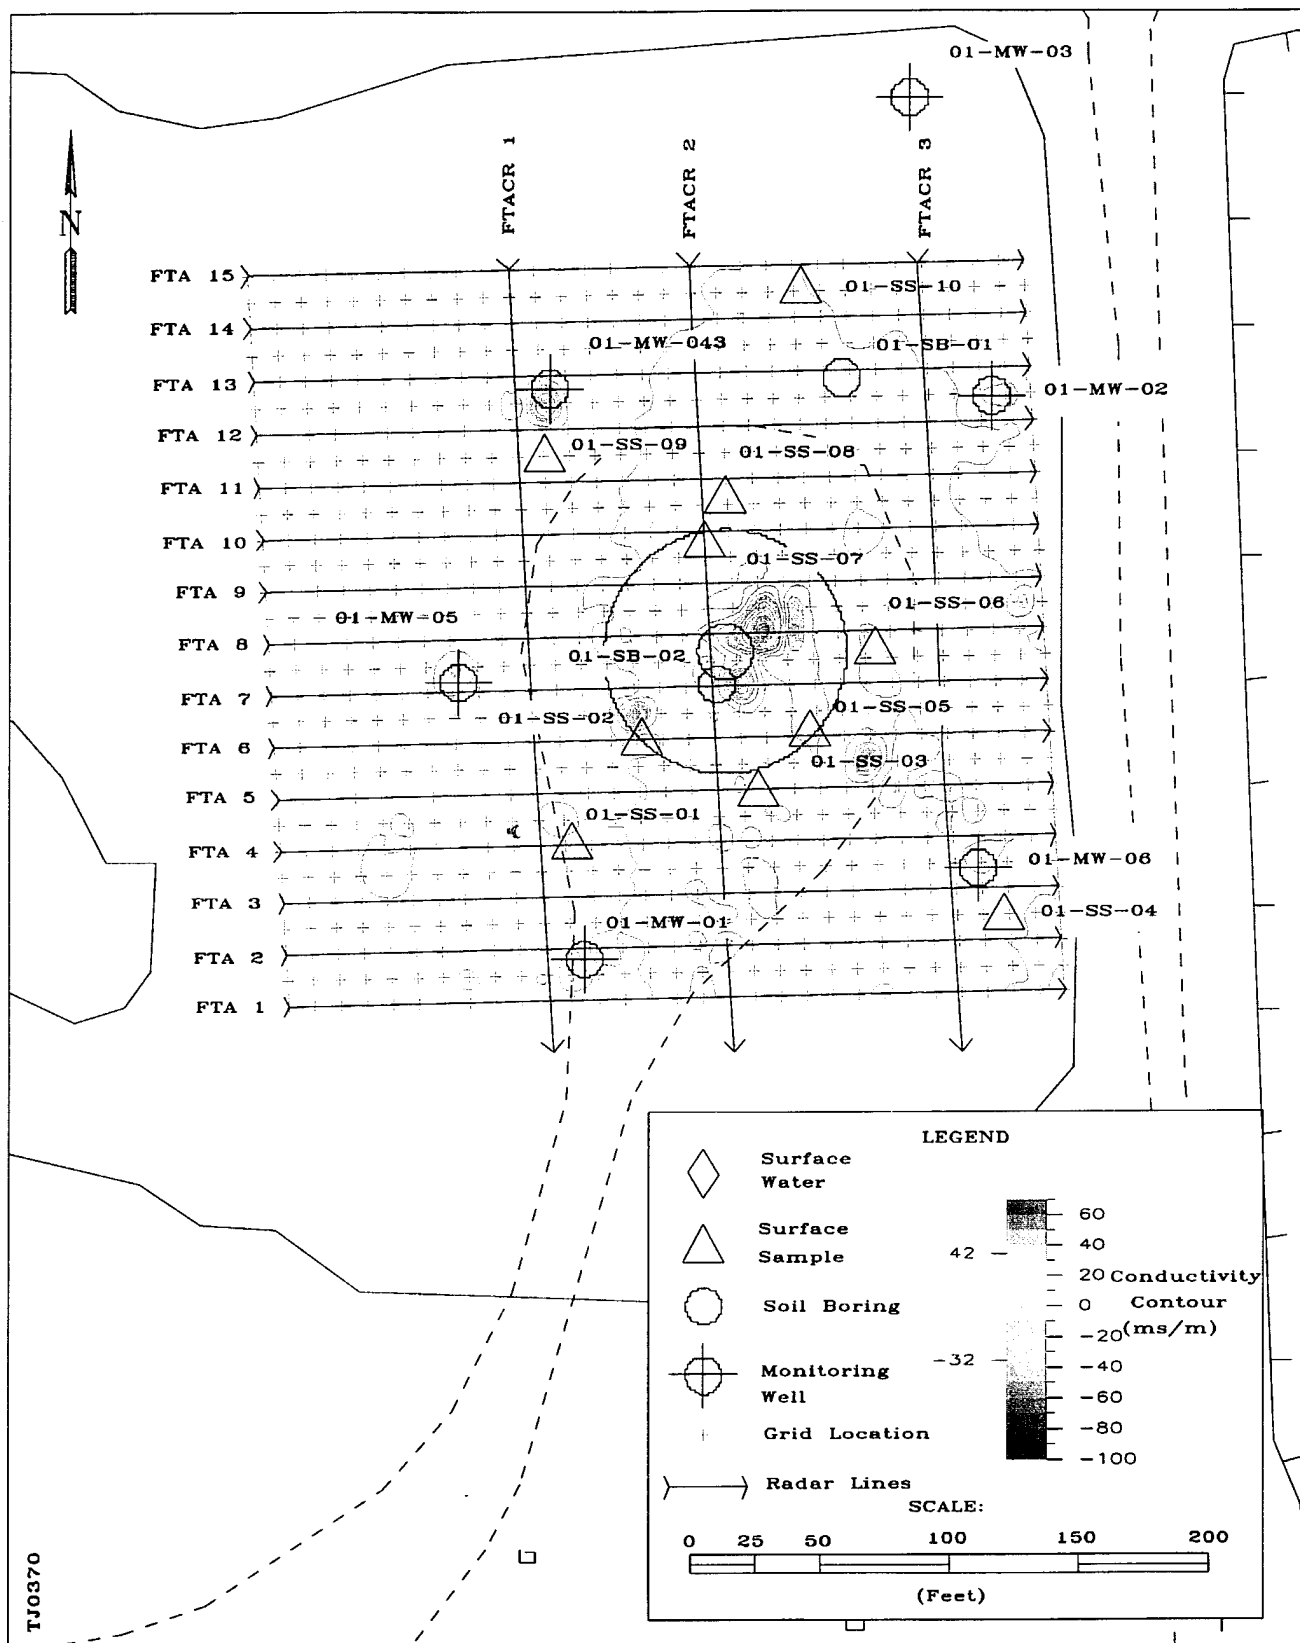 01-MW-03
FTACR 1
FTACR 2
FTACR 3
N
FTA 15
01-SS-10
FTA 14
01-MW-043
01-SB-01
FTA 13
01-MW-02
FTA 12
01-SS-09
01-SS-08
FTA 11
FTA 10
01-SS-07
FTA 9
01-SS-06
01-MW-05
FTA 8
01-SB-02
FTA 7
01-SS-05
01-SS-02
FTA 6
01-SS-03
FTA 5
01-SS-01
FTA 4
01-MW-06
FTA 3
01-SS-04
01-MW-01
FTA 2
FTA 1
LEGEND
Surface
Water
Surface
Sample
Soil Boring
Monitoring
Well
Grid Location
Radar Lines
42
-32
60
40
20
0
-20
-40
-60
-80
-100
Conductivity
Contour
(ms/m)
SCALE:
0 25 50 100 150 200
(Feet)
TJ0370